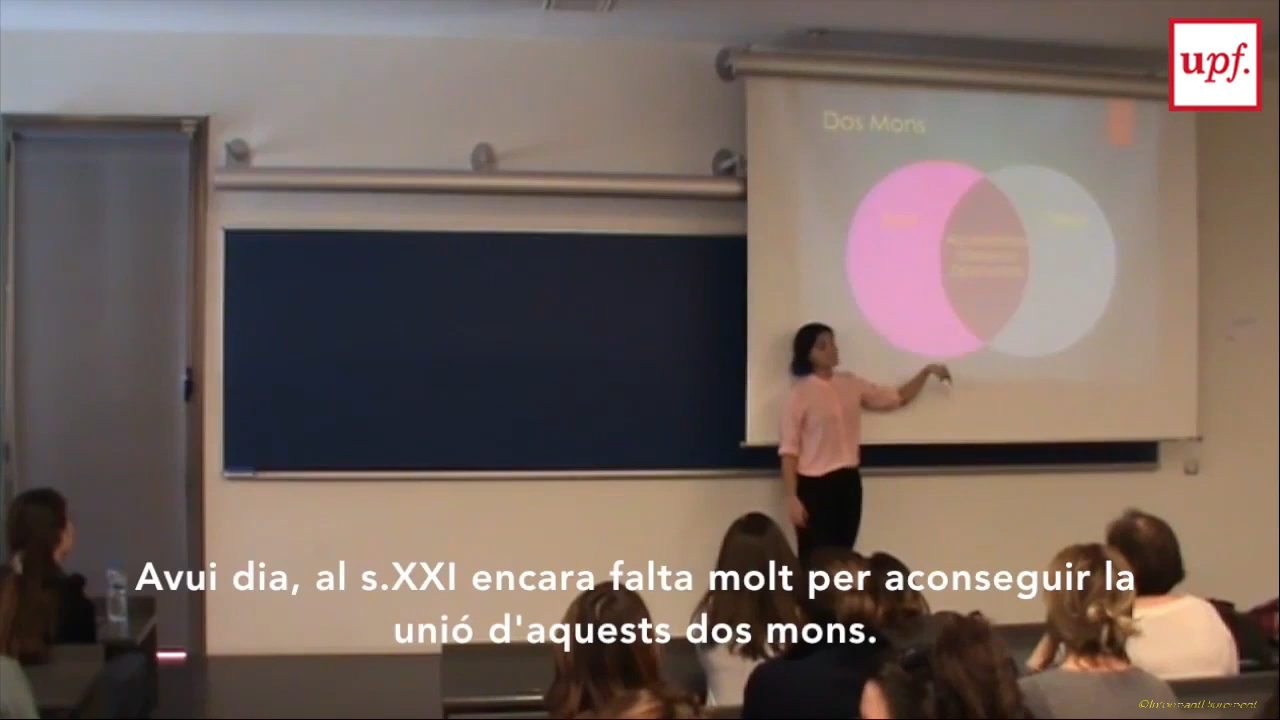 upf.
Dos Mons
Avui dia, al s.XXI encara falta molt per aconseguir la
unió d'aquests dos mons.